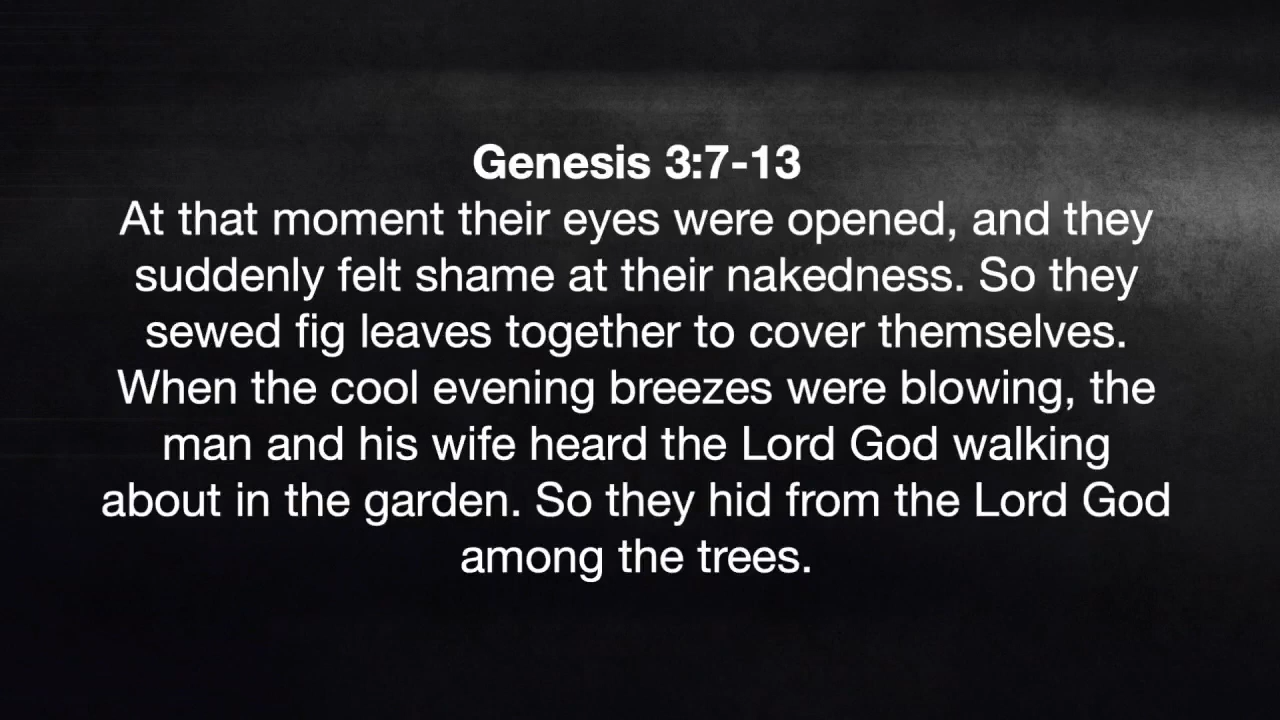 Genesis 3:7-13
At that moment their eyes were opened, and they
suddenly felt shame at their nakedness. So they
sewed fig leaves together to cover themselves.
When the cool evening breezes were blowing, the
man and his wife heard the Lord God walking
about in the garden. So they hid from the Lord God
among the trees.